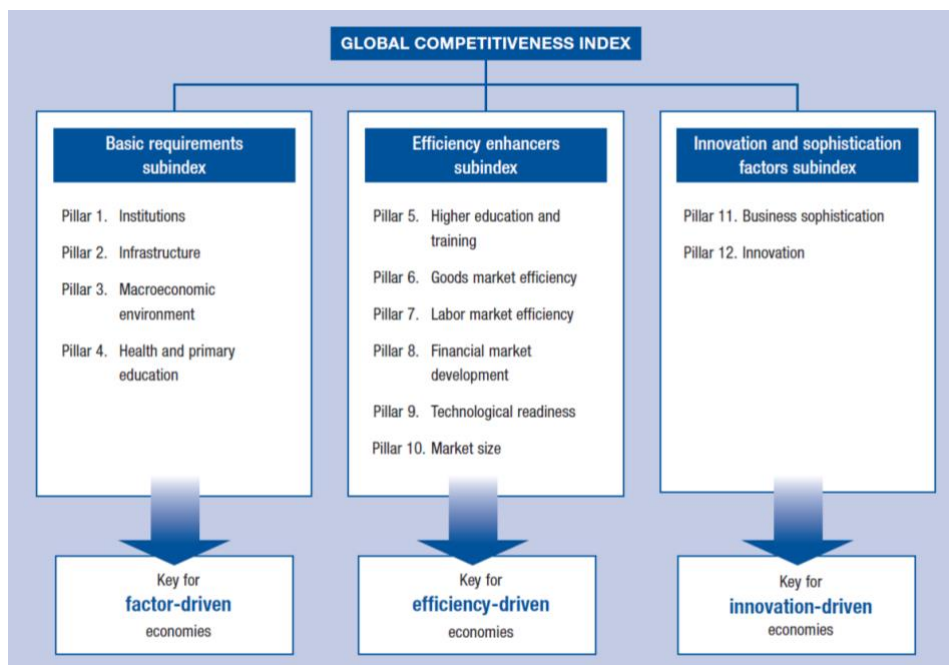 GLOBAL COMPETITIVENESS INDEX
Basic requirements
subindex
Pillar 1. Institutions
Pillar 2. Infrastructure
Pillar 3. Macroeconomic
environment
Pillar 4. Health and primary
education
Key for
factor-driven
economies
Efficiency enhancers
subindex
Pillar 5. Higher education and
training
Pillar 6. Goods market efficiency
Pillar 7. Labor market efficiency
Pillar 8. Financial market
development
Pillar 9. Technological readiness
Pillar 10. Market size
Key for
efficiency-driven
economies
Innovation and sophistication
factors subindex
Pillar 11. Business sophistication
Pillar 12. Innovation
Key for
innovation-driven
economies